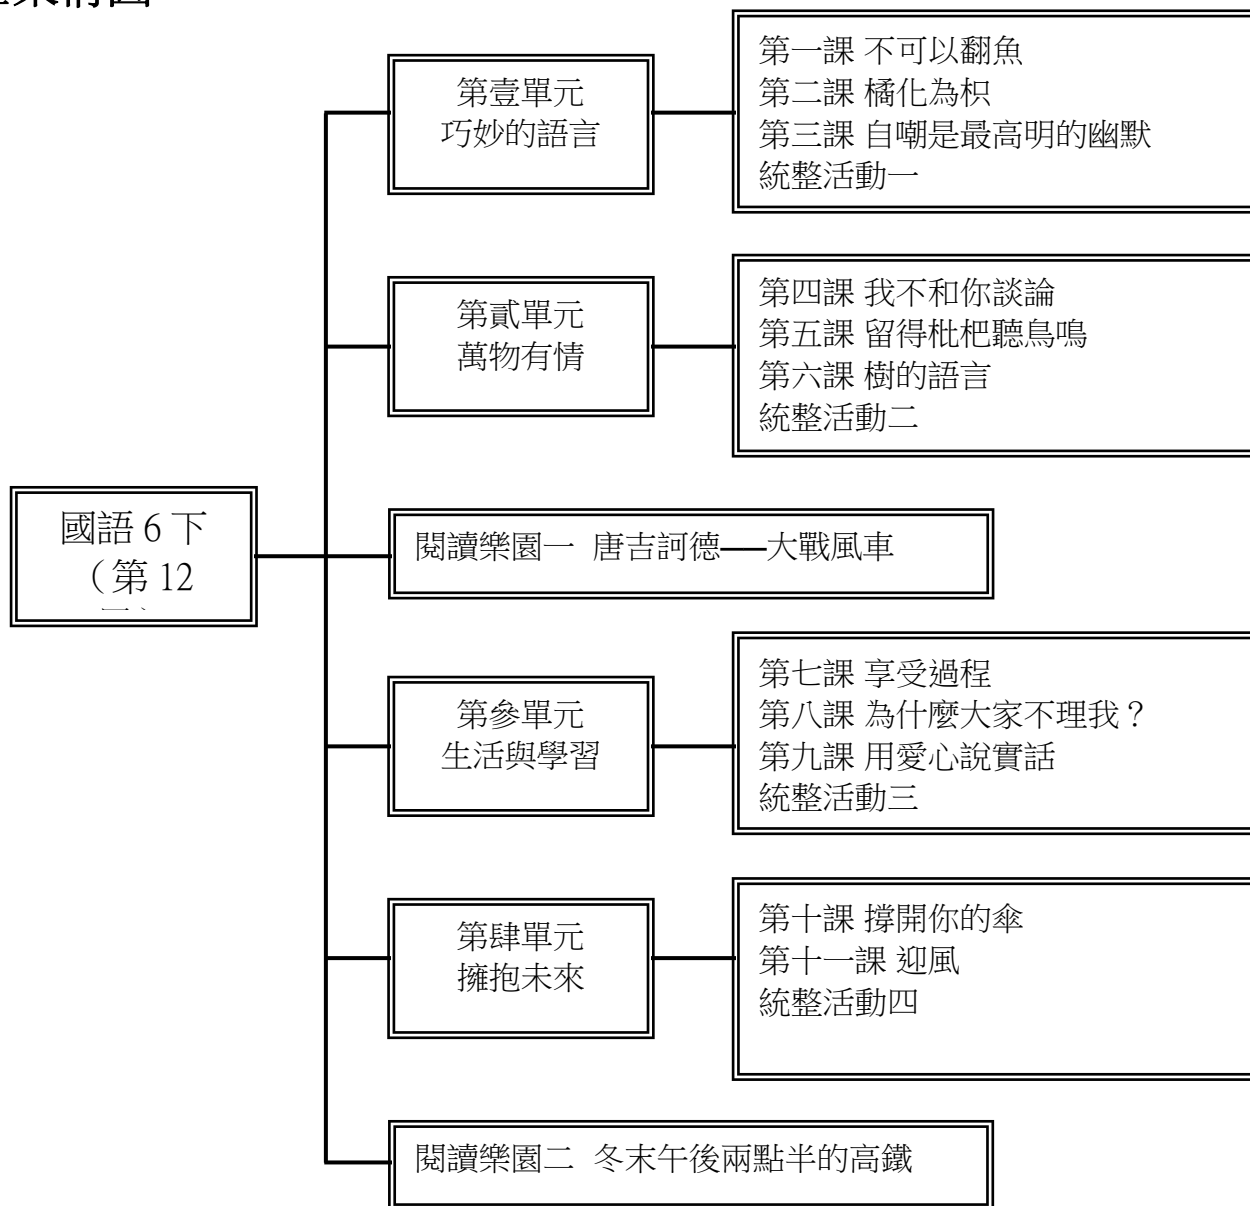 國語 6 下
（第 12
第壹單元
巧妙的語言
第一課 不可以翻魚
第二課 橘化為枳
第三課 自嘲是最高明的幽默
統整活動一
第貳單元
萬物有情
第四課 我不和你談論
第五課 留得枇杷聽鳥鳴
第六課 樹的語言
統整活動二
閱讀樂園一 唐吉訶德──大戰風車
第參單元
生活與學習
第七課 享受過程
第八課 為什麼大家不理我？
第九課 用愛心說實話
統整活動三
第肆單元
擁抱未來
第十課 撐開你的傘
第十一課 迎風
統整活動四
閱讀樂園二 冬末午後兩點半的高鐵